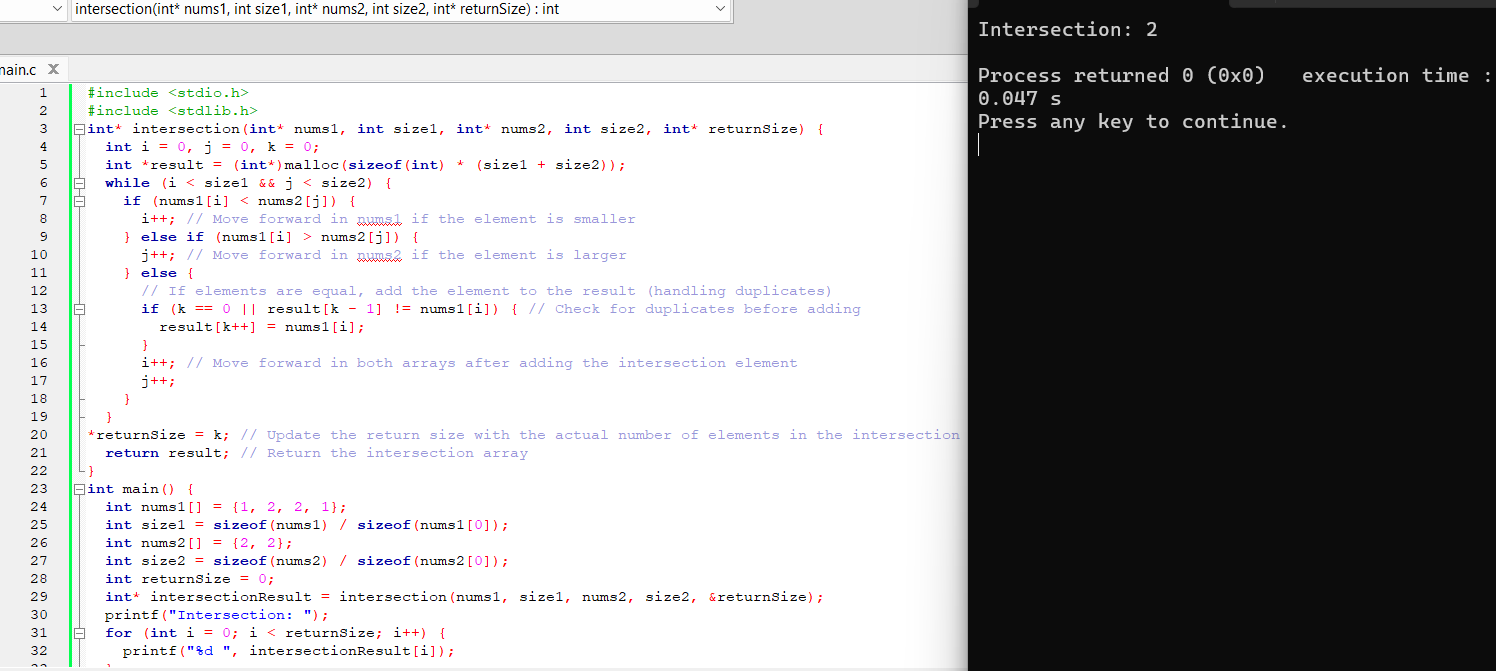 intersection(int* nums1, int size1, int* nums2, int size2, int* returnSize) : int
main.c X
1 #include <stdio.h>
2 #include <stdlib.h>
3 int* intersection(int* nums1, int size1, int* nums2, int size2, int* returnSize) {
4 int i = 0, j = 0, k = 0;
5 int *result = (int*)malloc(sizeof(int) * (size1 + size2));
6 while (i < size1 && j < size2) {
7 if (nums1[i] < nums2[j]) {
8 i++; // Move forward in nums1 if the element is smaller
9 } else if (nums1[i] > nums2[j]) {
10 j++; // Move forward in nums2 if the element is larger
11 } else {
12 // If elements are equal, add the element to the result (handling duplicates)
13 if (k == 0 || result[k - 1] != nums1[i]) { // Check for duplicates before adding
14 result[k++] = nums1[i];
15 }
16 i++; // Move forward in both arrays after adding the intersection element
17 j++;
18 }
19 }
20 *returnSize = k; // Update the return size with the actual number of elements in the intersection
21 return result; // Return the intersection array
22 }
23 int main() {
24 int nums1[] = {1, 2, 2, 1};
25 int size1 = sizeof(nums1) / sizeof(nums1[0]);
26 int nums2[] = {2, 2};
27 int size2 = sizeof(nums2) / sizeof(nums2[0]);
28 int returnSize = 0;
29 int* intersectionResult = intersection(nums1, size1, nums2, size2, &returnSize);
30 printf("Intersection: ");
31 for (int i = 0; i < returnSize; i++) {
32 printf("%d ", intersectionResult[i]);
Intersection: 2
Process returned 0 (0x0) execution time :
0.047 s
Press any key to continue.